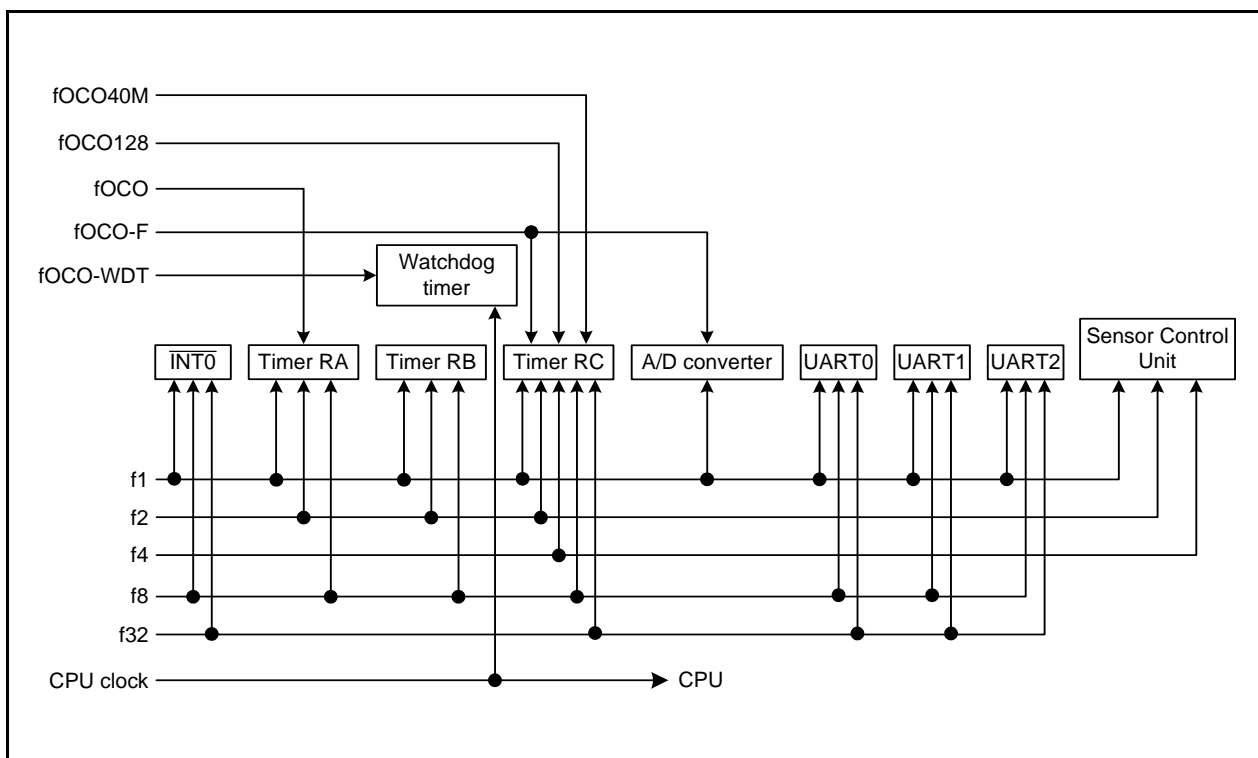 fOCO40M
fOCO128
fOCO
fOCO-F
fOCO-WDT
Watchdog
timer
INT0
Timer RA
Timer RB
Timer RC
A/D converter
UART0
UART1
UART2
Sensor Control
Unit
f1
f2
f4
f8
f32
CPU clock
CPU